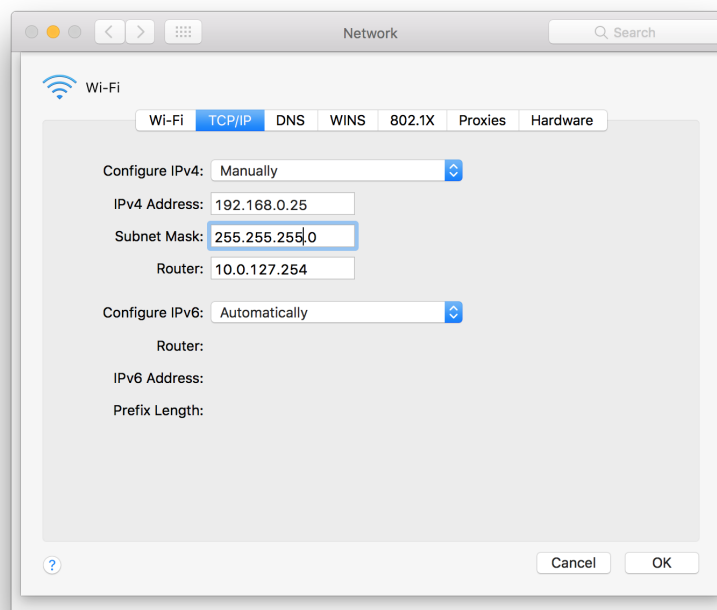 Network
Search
Wi-Fi
Wi-Fi TCP/IP DNS WINS 802.1X Proxies Hardware
Configure IPv4: Manually
IPv4 Address: 192.168.0.25
Subnet Mask: 255.255.255.0
Router: 10.0.127.254
Configure IPv6: Automatically
Router:
IPv6 Address:
Prefix Length:
? Cancel OK